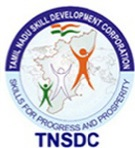 TAMIL NADU SKILL DEVELOPMENT CORPORATION
SKILLS FOR PROGRESS AND PROSPERITY
TNSDC